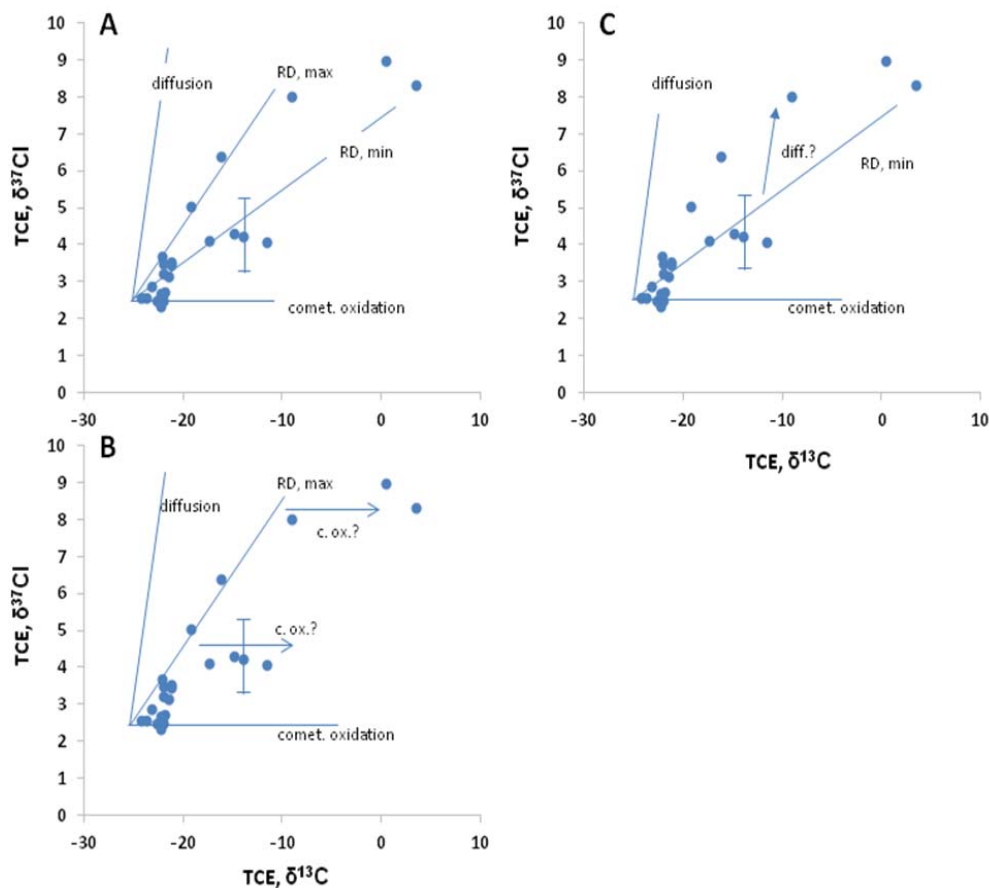 A
TCE, δ³⁷Cl
10
9
8
7
6
5
4
3
2
1
0
diffusion
RD, max
RD, min
comet. oxidation
−30
−20
−10
0
10
C
TCE, δ³⁷Cl
10
9
8
7
6
5
4
3
2
1
0
diffusion
diff.?
RD, min
comet. oxidation
−30
−20
−10
0
10
TCE, δ¹³C
B
TCE, δ³⁷Cl
10
9
8
7
6
5
4
3
2
1
0
diffusion
RD, max
c. ox.?
c. ox.?
comet. oxidation
−30
−20
−10
0
10
TCE, δ¹³C